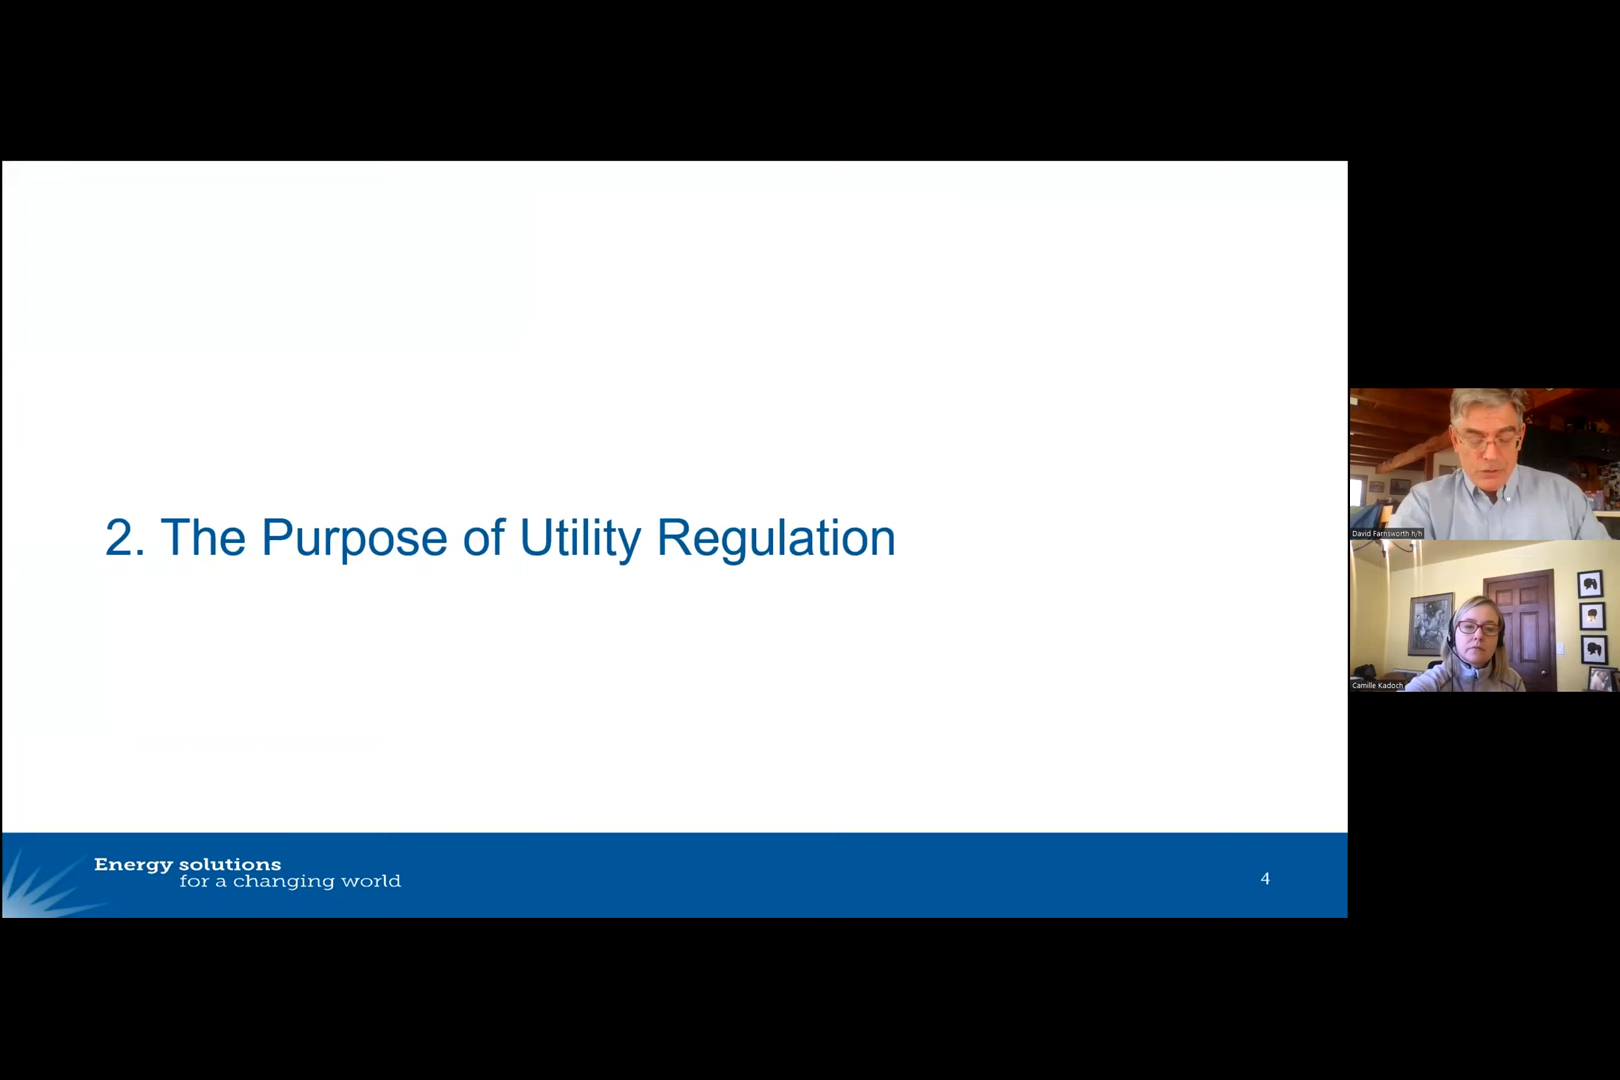 2. The Purpose of Utility Regulation
Energy solutions
for a changing world
4
David Farnsworth h/h
Camille Kadoch